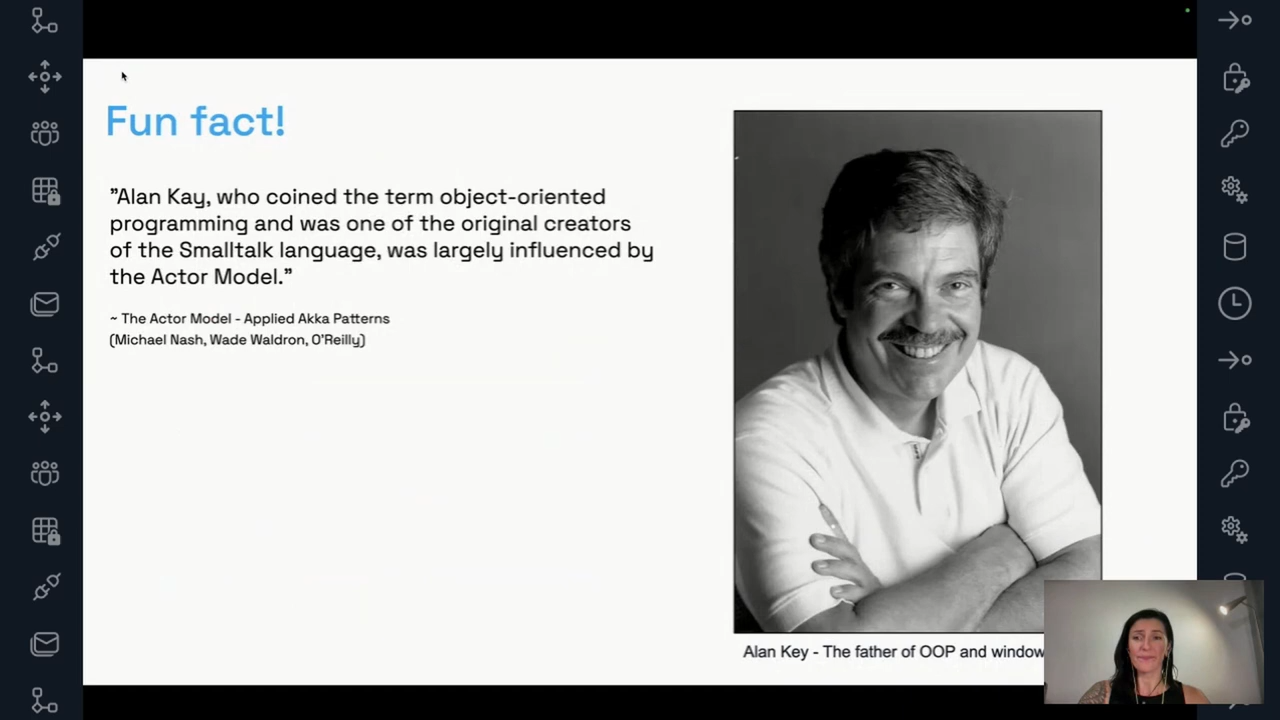 Fun fact!
"Alan Kay, who coined the term object-oriented
programming and was one of the original creators
of the Smalltalk language, was largely influenced by
the Actor Model."
~ The Actor Model - Applied Akka Patterns
(Michael Nash, Wade Waldron, O'Reilly)
Alan Key - The father of OOP and window